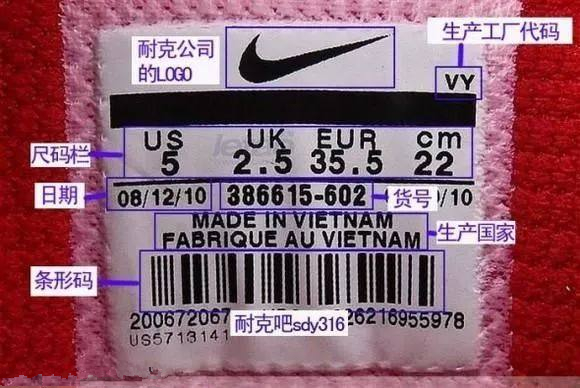 生产工厂代码
耐克公司
的LOGO
VY
尺码栏
US UK EUR cm
5 2.5 35.5 22
日期
08/12/10 386615-602 货号 /10
MADE IN VIETNAM
FABRIQUE AU VIETNAM
生产国家
条形码
200672067 26216955978
耐克吧sdy316
US5713141